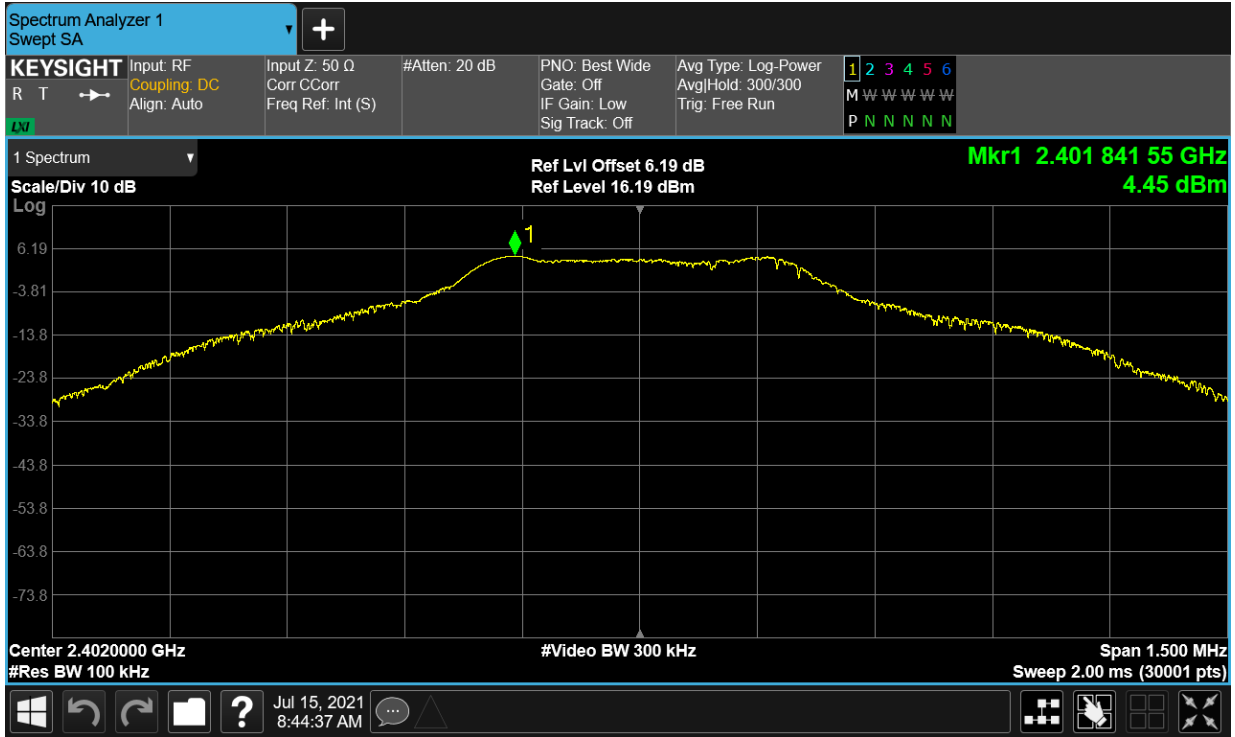 Spectrum Analyzer 1
Swept SA
▼
+
KEYSIGHT
R T
LXI
Input: RF
Coupling: DC
Align: Auto
Input Z: 50 Ω
Corr CCorr
Freq Ref: Int (S)
#Atten: 20 dB
PNO: Best Wide
Gate: Off
IF Gain: Low
Sig Track: Off
Avg Type: Log-Power
Avg|Hold: 300/300
Trig: Free Run
1 2 3 4 5 6
M W W W W W
P N N N N N
1 Spectrum ▼
Scale/Div 10 dB
Ref Lvl Offset 6.19 dB
Ref Level 16.19 dBm
Mkr1 2.401 841 55 GHz
4.45 dBm
Log
1
6.19
-3.81
-13.8
-23.8
-33.8
-43.8
-53.8
-63.8
-73.8
Center 2.4020000 GHz
#Video BW 300 kHz
Span 1.500 MHz
#Res BW 100 kHz
Sweep 2.00 ms (30001 pts)
?
Jul 15, 2021
8:44:37 AM